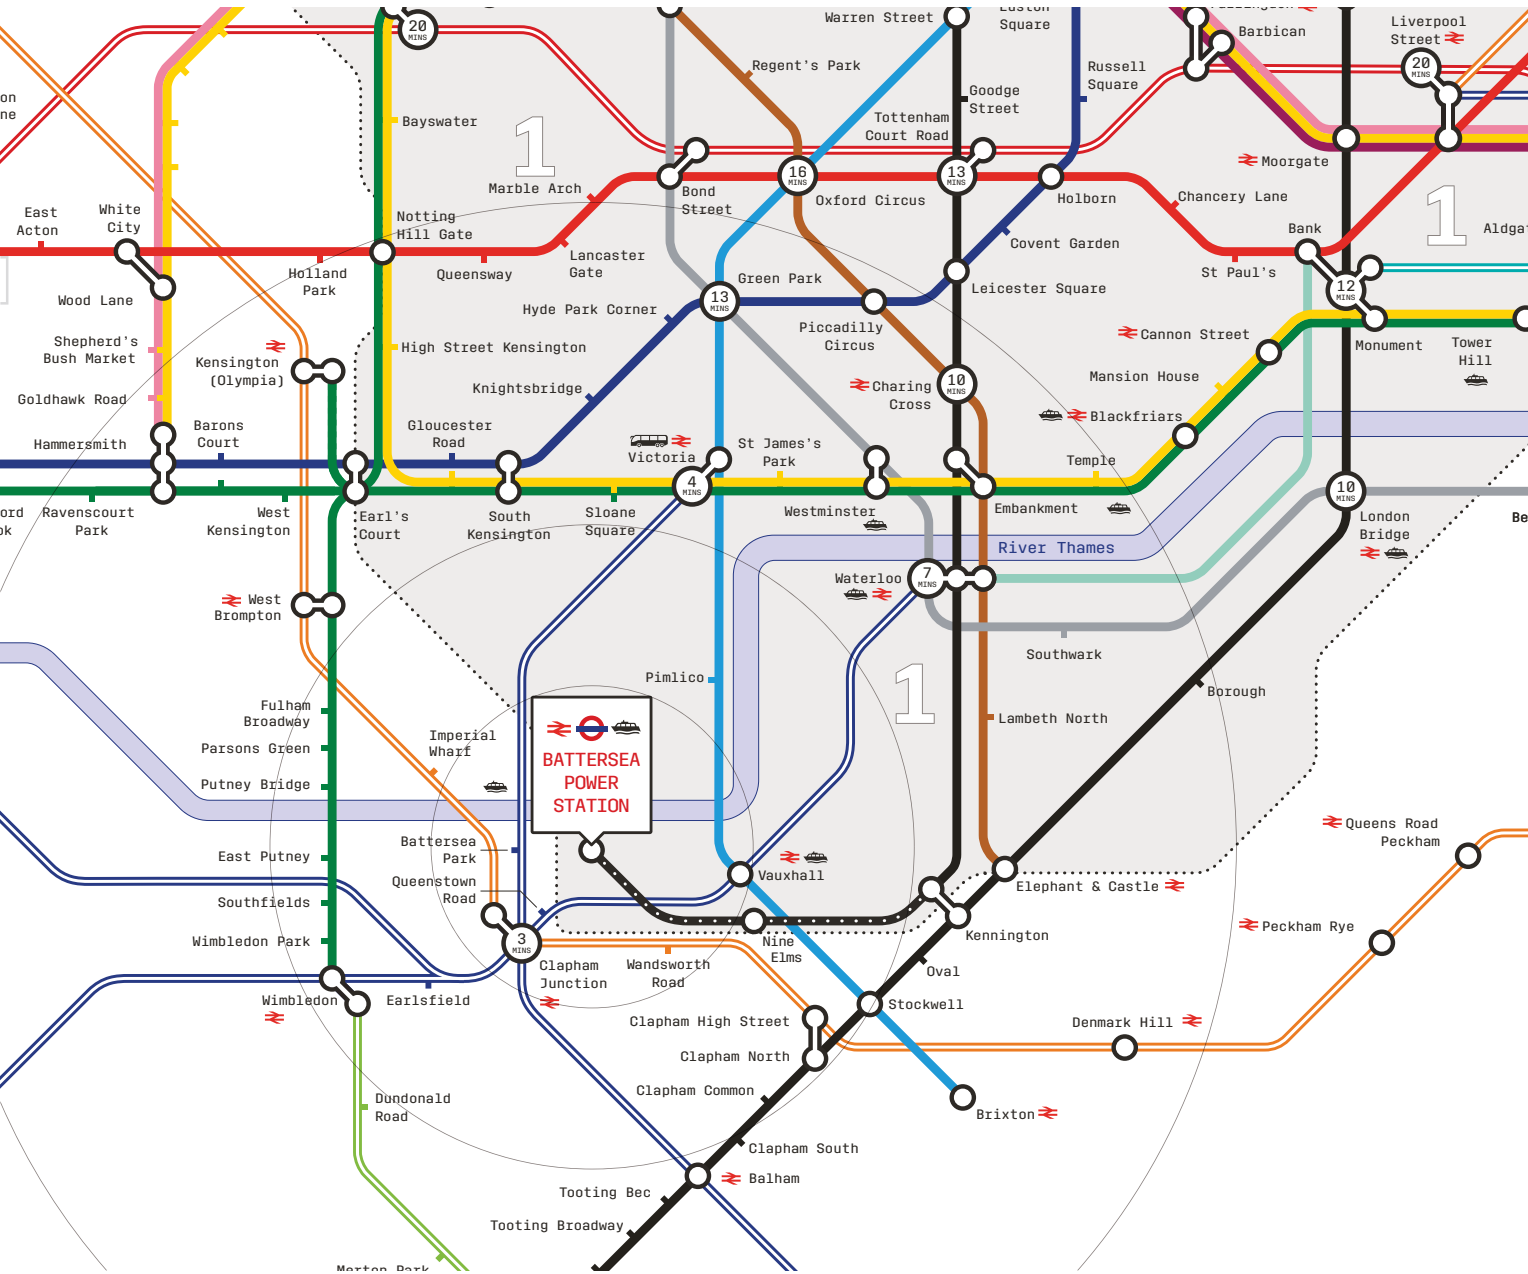 20
MINS
Warren Street
Square
Barbican
Liverpool
Street
20
MINS
Regent's Park
Russell
Square
Goodge
Street
Tottenham
Court Road
Bayswater
1
Moorgate
Marble Arch
16
MINS
13
MINS
Bond
Street
Oxford Circus
Holborn
Chancery Lane
1
East
Acton
White
City
Notting
Hill Gate
Bank
Covent Garden
Holland
Park
Queensway
Lancaster
Gate
St Paul's
Wood Lane
Green Park
13
MINS
Leicester Square
12
MINS
Hyde Park Corner
Piccadilly
Circus
Cannon Street
Monument
Tower
Hill
Shepherd's
Bush Market
Kensington
(Olympia)
High Street Kensington
Knightsbridge
10
MINS
Charing
Cross
Mansion House
Goldhawk Road
Blackfriars
Hammersmith
Barons
Court
Gloucester
Road
Victoria
St James's
Park
Temple
4
MINS
10
MINS
Ravenscourt
Park
West
Kensington
Earl's
Court
South
Kensington
Sloane
Square
Westminster
Embankment
London
Bridge
River Thames
Waterloo
7
MINS
West
Brompton
Southwark
Pimlico
1
Borough
Lambeth North
Fulham
Broadway
Parsons Green
Putney Bridge
Imperial
Wharf
BATTERSEA
POWER
STATION
Battersea
Park
Queenstown
Road
East Putney
Southfields
Wimbledon Park
Vauxhall
Elephant & Castle
Queens Road
Peckham
Peckham Rye
3
MINS
Nine
Elms
Kennington
Clapham
Junction
Wandsworth
Road
Oval
Wimbledon
Earlsfield
Stockwell
Clapham High Street
Denmark Hill
Clapham North
Clapham Common
Brixton
Dundonald
Road
Clapham South
Balham
Tooting Bec
Tooting Broadway
Merton Park